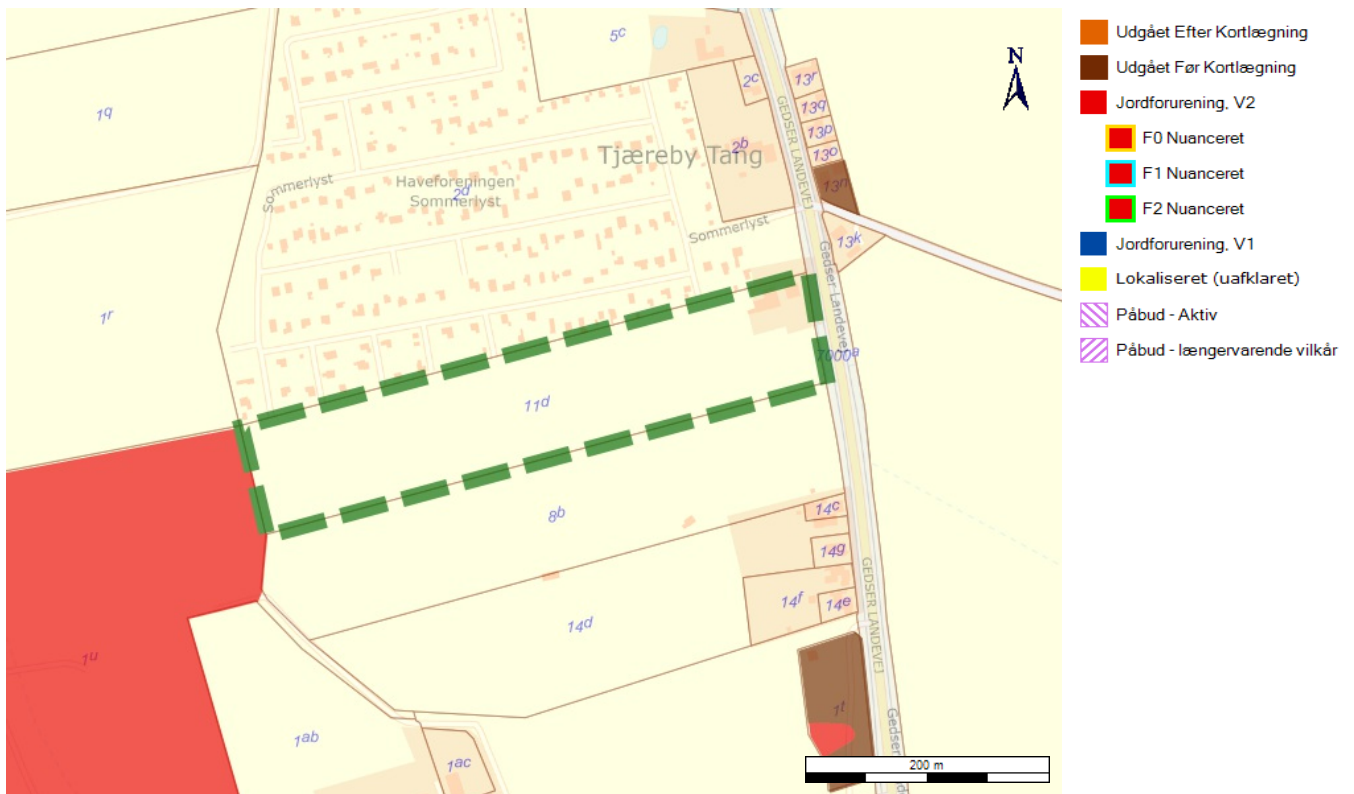 5c
1q
2c
13r
13q
13p
13o
2b
13n
GEDSER LANDEVEJ
Tjæreby Tang
Haveforeningen
Sommerlyst
2d
Sommerlyst
Sommerlyst
13k
Gedser Landevej
1r
7000a
11d
8b
14c
14g
14f
14e
14d
GEDSER LANDEVEJ
1u
1t
1ab
1ac
Gedser
200 m
N
Udgået Efter Kortlægning
Udgået Før Kortlægning
Jordforurening, V2
F0 Nuanceret
F1 Nuanceret
F2 Nuanceret
Jordforurening, V1
Lokaliseret (uafklaret)
Påbud - Aktiv
Påbud - længervarende vilkår